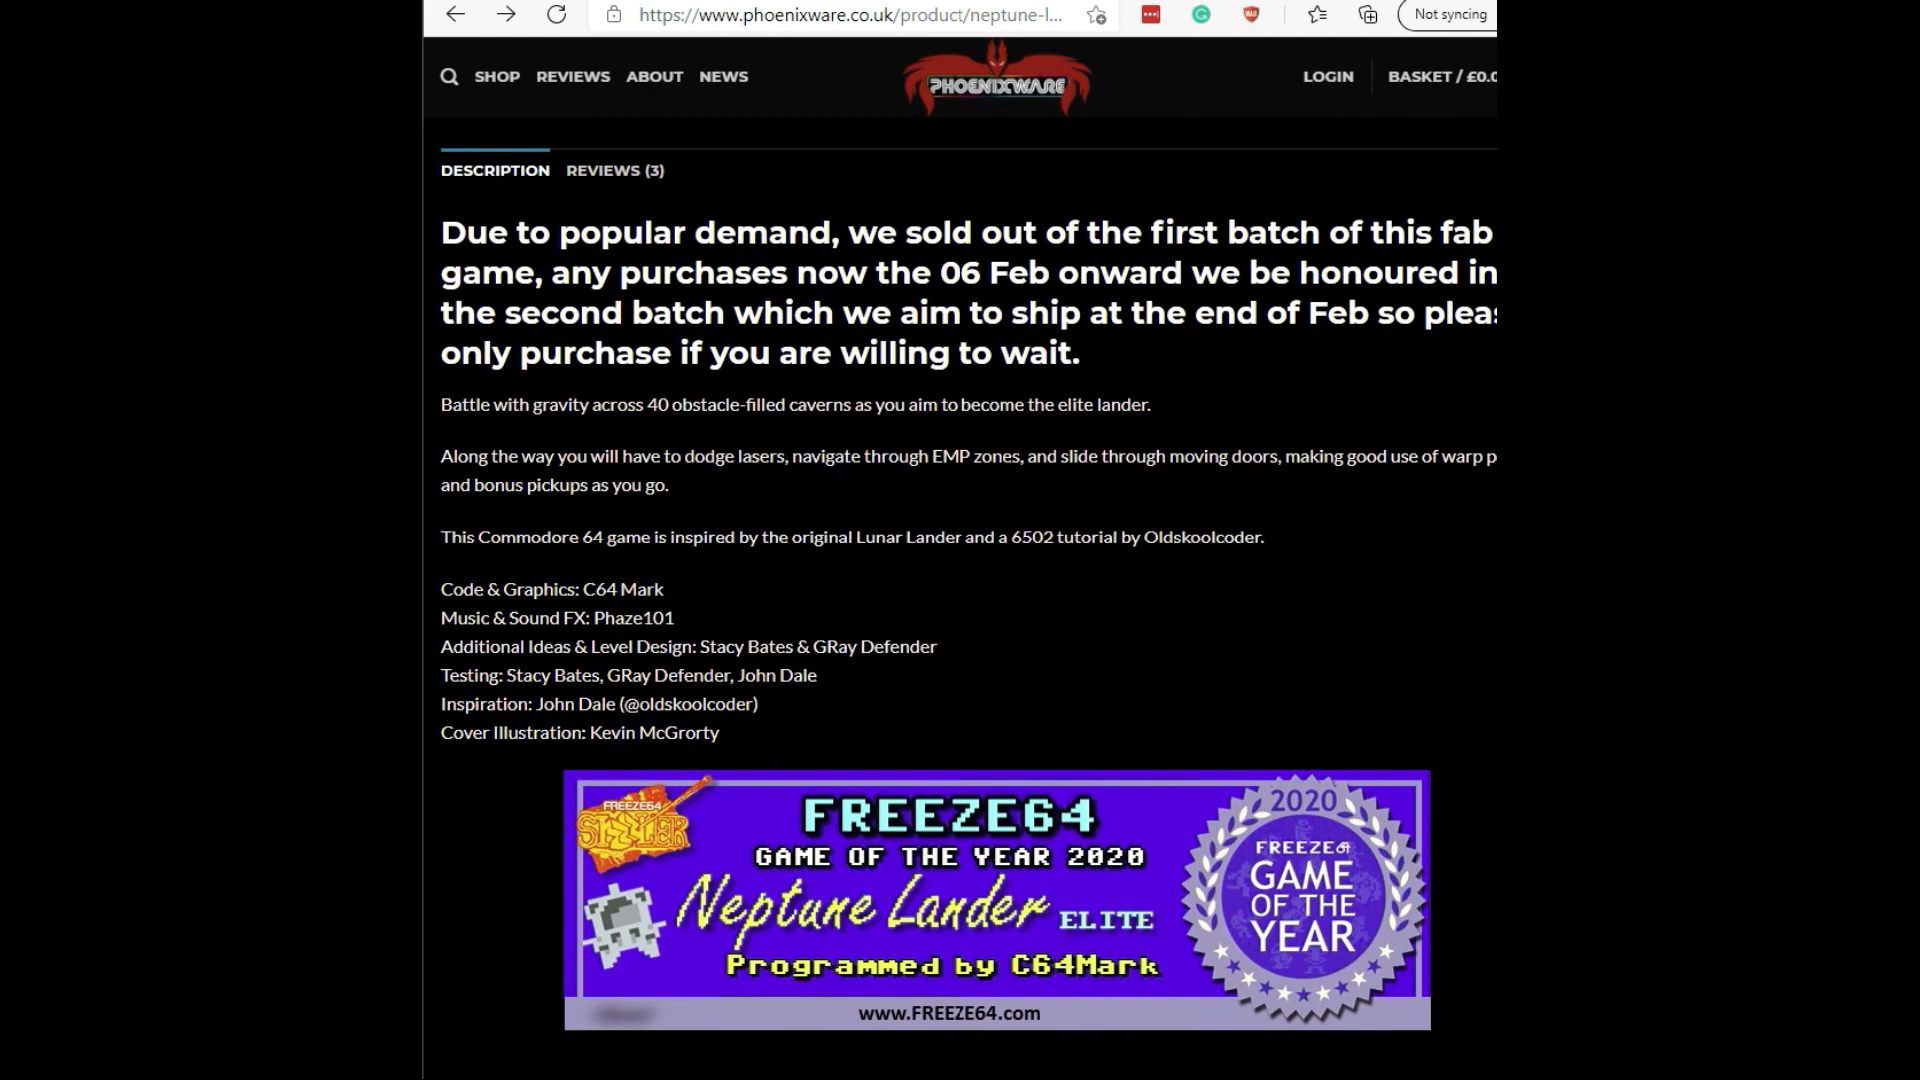 https://www.phoenixware.co.uk/product/neptune-l...
Not syncing
SHOP REVIEWS ABOUT NEWS
PHOENIXWARE
LOGIN BASKET / £0.0
DESCRIPTION REVIEWS (3)
Due to popular demand, we sold out of the first batch of this fab
game, any purchases now the 06 Feb onward we be honoured in
the second batch which we aim to ship at the end of Feb so pleas
only purchase if you are willing to wait.
Battle with gravity across 40 obstacle-filled caverns as you aim to become the elite lander.
Along the way you will have to dodge lasers, navigate through EMP zones, and slide through moving doors, making good use of warp p
and bonus pickups as you go.
This Commodore 64 game is inspired by the original Lunar Lander and a 6502 tutorial by Oldskoolcoder.
Code & Graphics: C64 Mark
Music & Sound FX: Phaze101
Additional Ideas & Level Design: Stacy Bates & GRay Defender
Testing: Stacy Bates, GRay Defender, John Dale
Inspiration: John Dale (@oldskoolcoder)
Cover Illustration: Kevin McGrorty
FREEZE64
SIZZLER
FREEZE64
GAME OF THE YEAR 2020
Neptune Lander ELITE
Programmed by C64Mark
www.FREEZE64.com
2020
FREEZE64
GAME
OF THE
YEAR